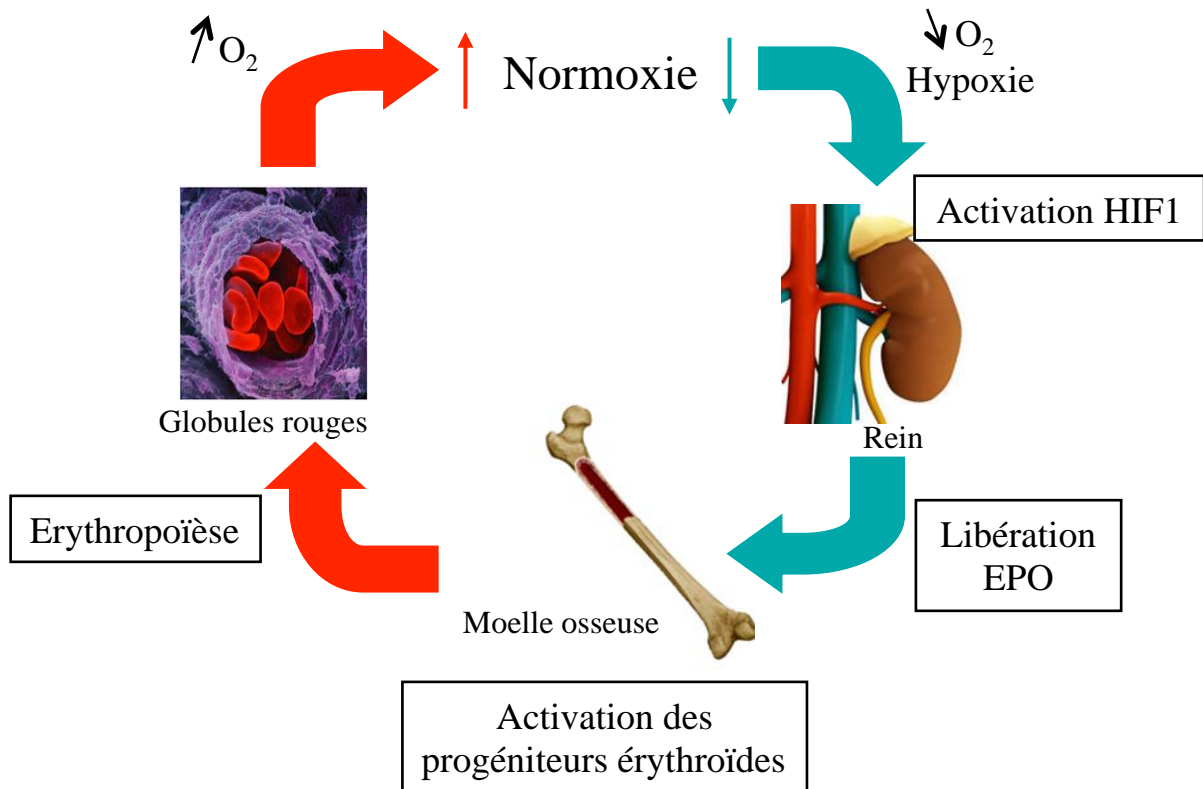 O₂
Normoxie
O₂
Hypoxie
Activation HIF1
Globules rouges
Rein
Erythropoïèse
Libération
EPO
Moelle osseuse
Activation des
progéniteurs érythroïdes